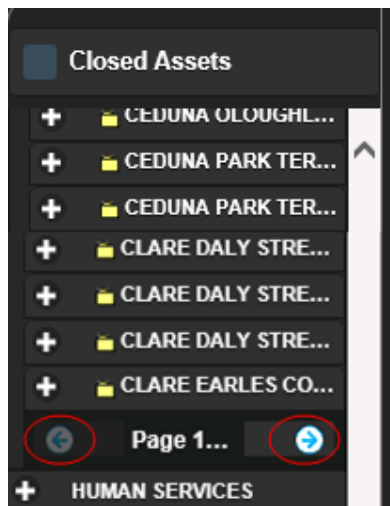 Closed Assets
CEDUNA OLOUGHL...
CEDUNA PARK TER...
CEDUNA PARK TER...
CLARE DALY STRE...
CLARE DALY STRE...
CLARE DALY STRE...
CLARE EARLES CO...
Page 1...
HUMAN SERVICES